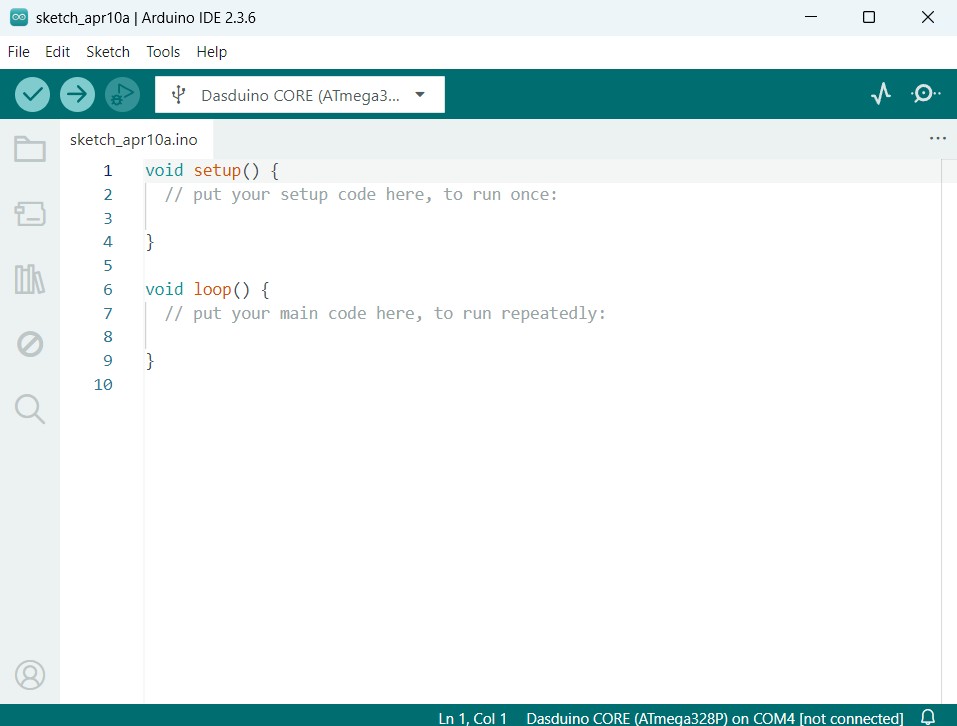 sketch_apr10a | Arduino IDE 2.3.6
File Edit Sketch Tools Help
Dasduino CORE (ATmega3...
sketch_apr10a.ino
1 void setup() {
2   // put your setup code here, to run once:
3
4 }
5
6 void loop() {
7   // put your main code here, to run repeatedly:
8
9 }
10
Ln 1, Col 1 Dasduino CORE (ATmega328P) on COM4 [not connected]